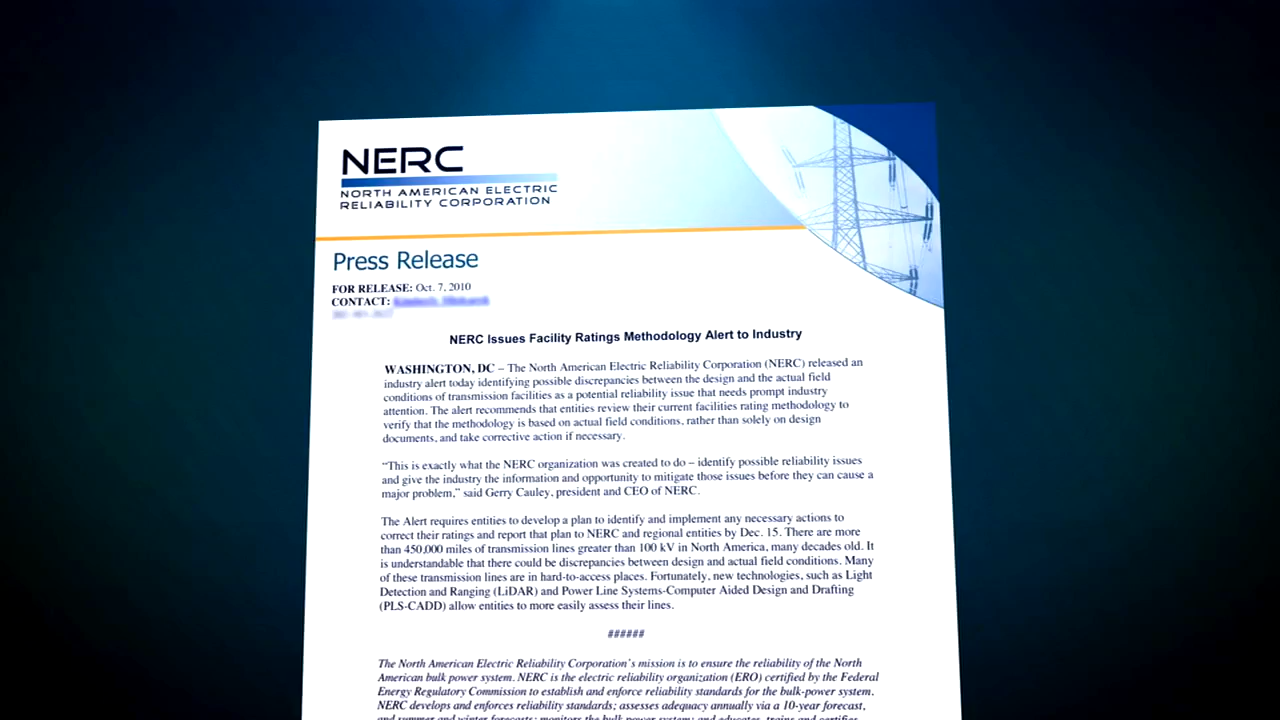 NERC
NORTH AMERICAN ELECTRIC
RELIABILITY CORPORATION
Press Release
FOR RELEASE: Oct. 7, 2010
CONTACT:
NERC Issues Facility Ratings Methodology Alert to Industry
WASHINGTON, DC – The North American Electric Reliability Corporation (NERC) released an
industry alert today identifying possible discrepancies between the design and the actual field
conditions of transmission facilities as a potential reliability issue that needs prompt industry
attention. The alert recommends that entities review their current facilities rating methodology to
verify that the methodology is based on actual field conditions, rather than solely on design
documents, and take corrective action if necessary.
“This is exactly what the NERC organization was created to do – identify possible reliability issues
and give the industry the information and opportunity to mitigate those issues before they can cause a
major problem,” said Gerry Cauley, president and CEO of NERC.
The Alert requires entities to develop a plan to identify and implement any necessary actions to
correct their ratings and report that plan to NERC and regional entities by Dec. 15. There are more
than 450,000 miles of transmission lines greater than 100 kV in North America, many decades old. It
is understandable that there could be discrepancies between design and actual field conditions. Many
of these transmission lines are in hard-to-access places. Fortunately, new technologies, such as Light
Detection and Ranging (LiDAR) and Power Line Systems-Computer Aided Design and Drafting
(PLS-CADD) allow entities to more easily assess their lines.
######
The North American Electric Reliability Corporation’s mission is to ensure the reliability of the North
American bulk power system. NERC is the electric reliability organization (ERO) certified by the Federal
Energy Regulatory Commission to establish and enforce reliability standards for the bulk-power system.
NERC develops and enforces reliability standards; assesses adequacy annually via a 10-year forecast,
and summer and winter forecasts; monitors the bulk power system; and educates, trains and certifies